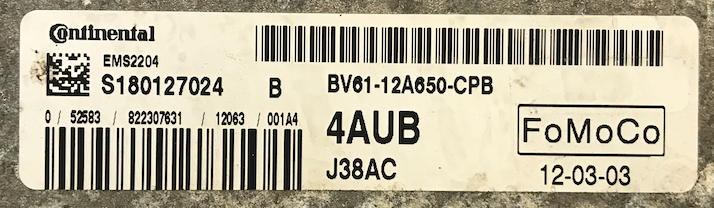 Continental
EMS2204
S180127024 B BV61-12A650-CPB
0 / 52583 / 822307631 / 12063 / 001A4
4AUB
FoMoCo
J38AC
12-03-03